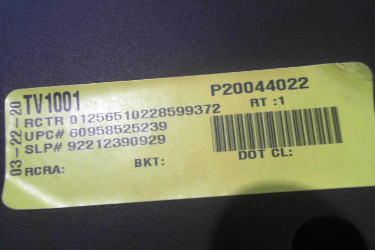 03-22-20
TV1001
P20044022
RCTR 01256510228599372
RT :1
UPC# 60958525239
SLP# 92212390929
RCRA:
BKT:
DOT CL: